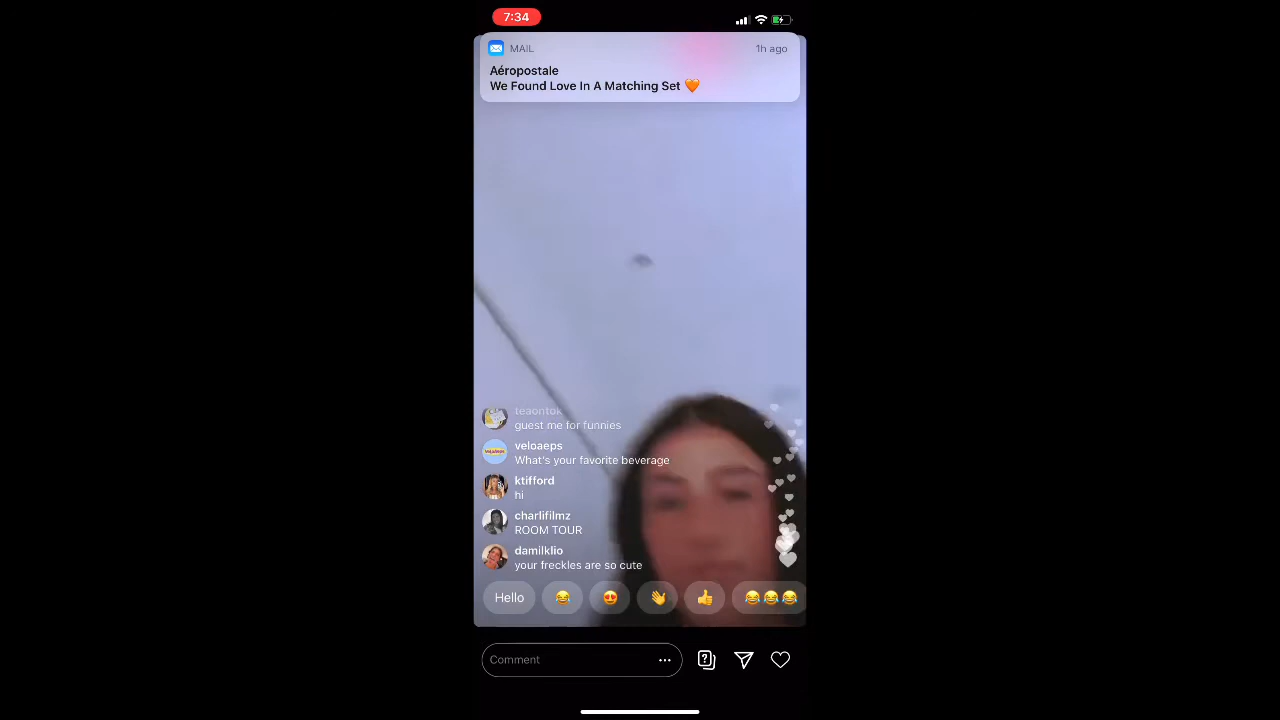 7:34
MAIL
1h ago
Aéropostale
We Found Love In A Matching Set 🧡
teaontok
guest me for funnies
veloaeps
What's your favorite beverage
ktifford
hi
charlifilmz
ROOM TOUR
damilklio
your freckles are so cute
Hello 😂 😍 👋 👍 😂😂😂
Comment